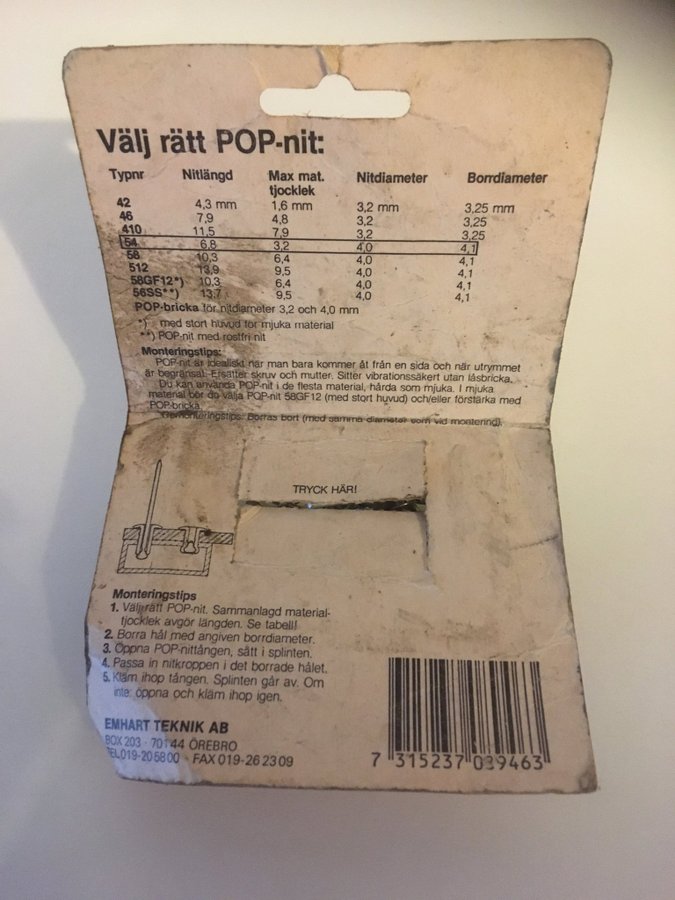 Välj rätt POP-nit:
Typnr Nitlängd Max mat. tjocklek Nitdiameter Borrdiameter
42 4,3 mm 1,6 mm 3,2 mm 3,25 mm
46 7,9 4,8 3,2 3,25
410 11,5 7,9 3,2 3,25
54 6,8 3,2 4,0 4,1
58 10,3 6,4 4,0 4,1
512 13,9 9,5 4,0 4,1
58GF12*) 10,3 6,4 4,0 4,1
56SS**) 13,7 9,5 4,0 4,1
POP-bricka för nitdiameter 3,2 och 4,0 mm
*) med stort huvud för mjuka material
**) POP-nit med rostfri nit
Monteringstips:
POP-nit är idealiskt när man bara kommer åt från en sida och när utrymmet
är begränsat. Ersätter skruv och mutter. Sitter vibrationssäkert utan låsbricka.
Du kan använda POP-nit i de flesta material, hårda som mjuka. I mjuka
material bör du välja POP-nit 58GF12 (med stort huvud) och/eller förstärka med
POP-bricka.
Demonteringstips: Borras bort (med samma diameter som vid montering).
TRYCK HÄR!
Monteringstips
1. Välj rätt POP-nit. Sammanlagd material-
tjocklek avgör längden. Se tabell!
2. Borra hål med angiven borrdiameter.
3. Öppna POP-nittången, sätt i splinten.
4. Passa in nitkroppen i det borrade hålet.
5. Kläm ihop tången. Splinten går av. Om
inte: öppna och kläm ihop igen.
EMHART TEKNIK AB
BOX 203 · 701 44 ÖREBRO
TEL 019-20 58 00 · FAX 019-26 23 09
7 315237 039463